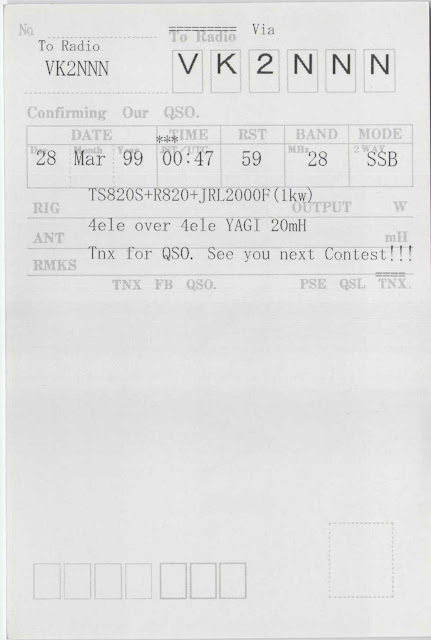 No.
========= Via
To Radio
To Radio
VK2NNN
V K 2 N N N
Confirming Our QSO.
DATE TIME RST BAND MODE
***
Day Month Year JST/UTC MHz 2 WAY
28 Mar 99 00:47 59 28 SSB
TS820S+R820+JRL2000F(1kw)
RIG OUTPUT W
4ele over 4ele YAGI 20mH
ANT mH
Tnx for QSO. See you next Contest!!!
RMKS
====
TNX FB QSO. PSE QSL TNX.